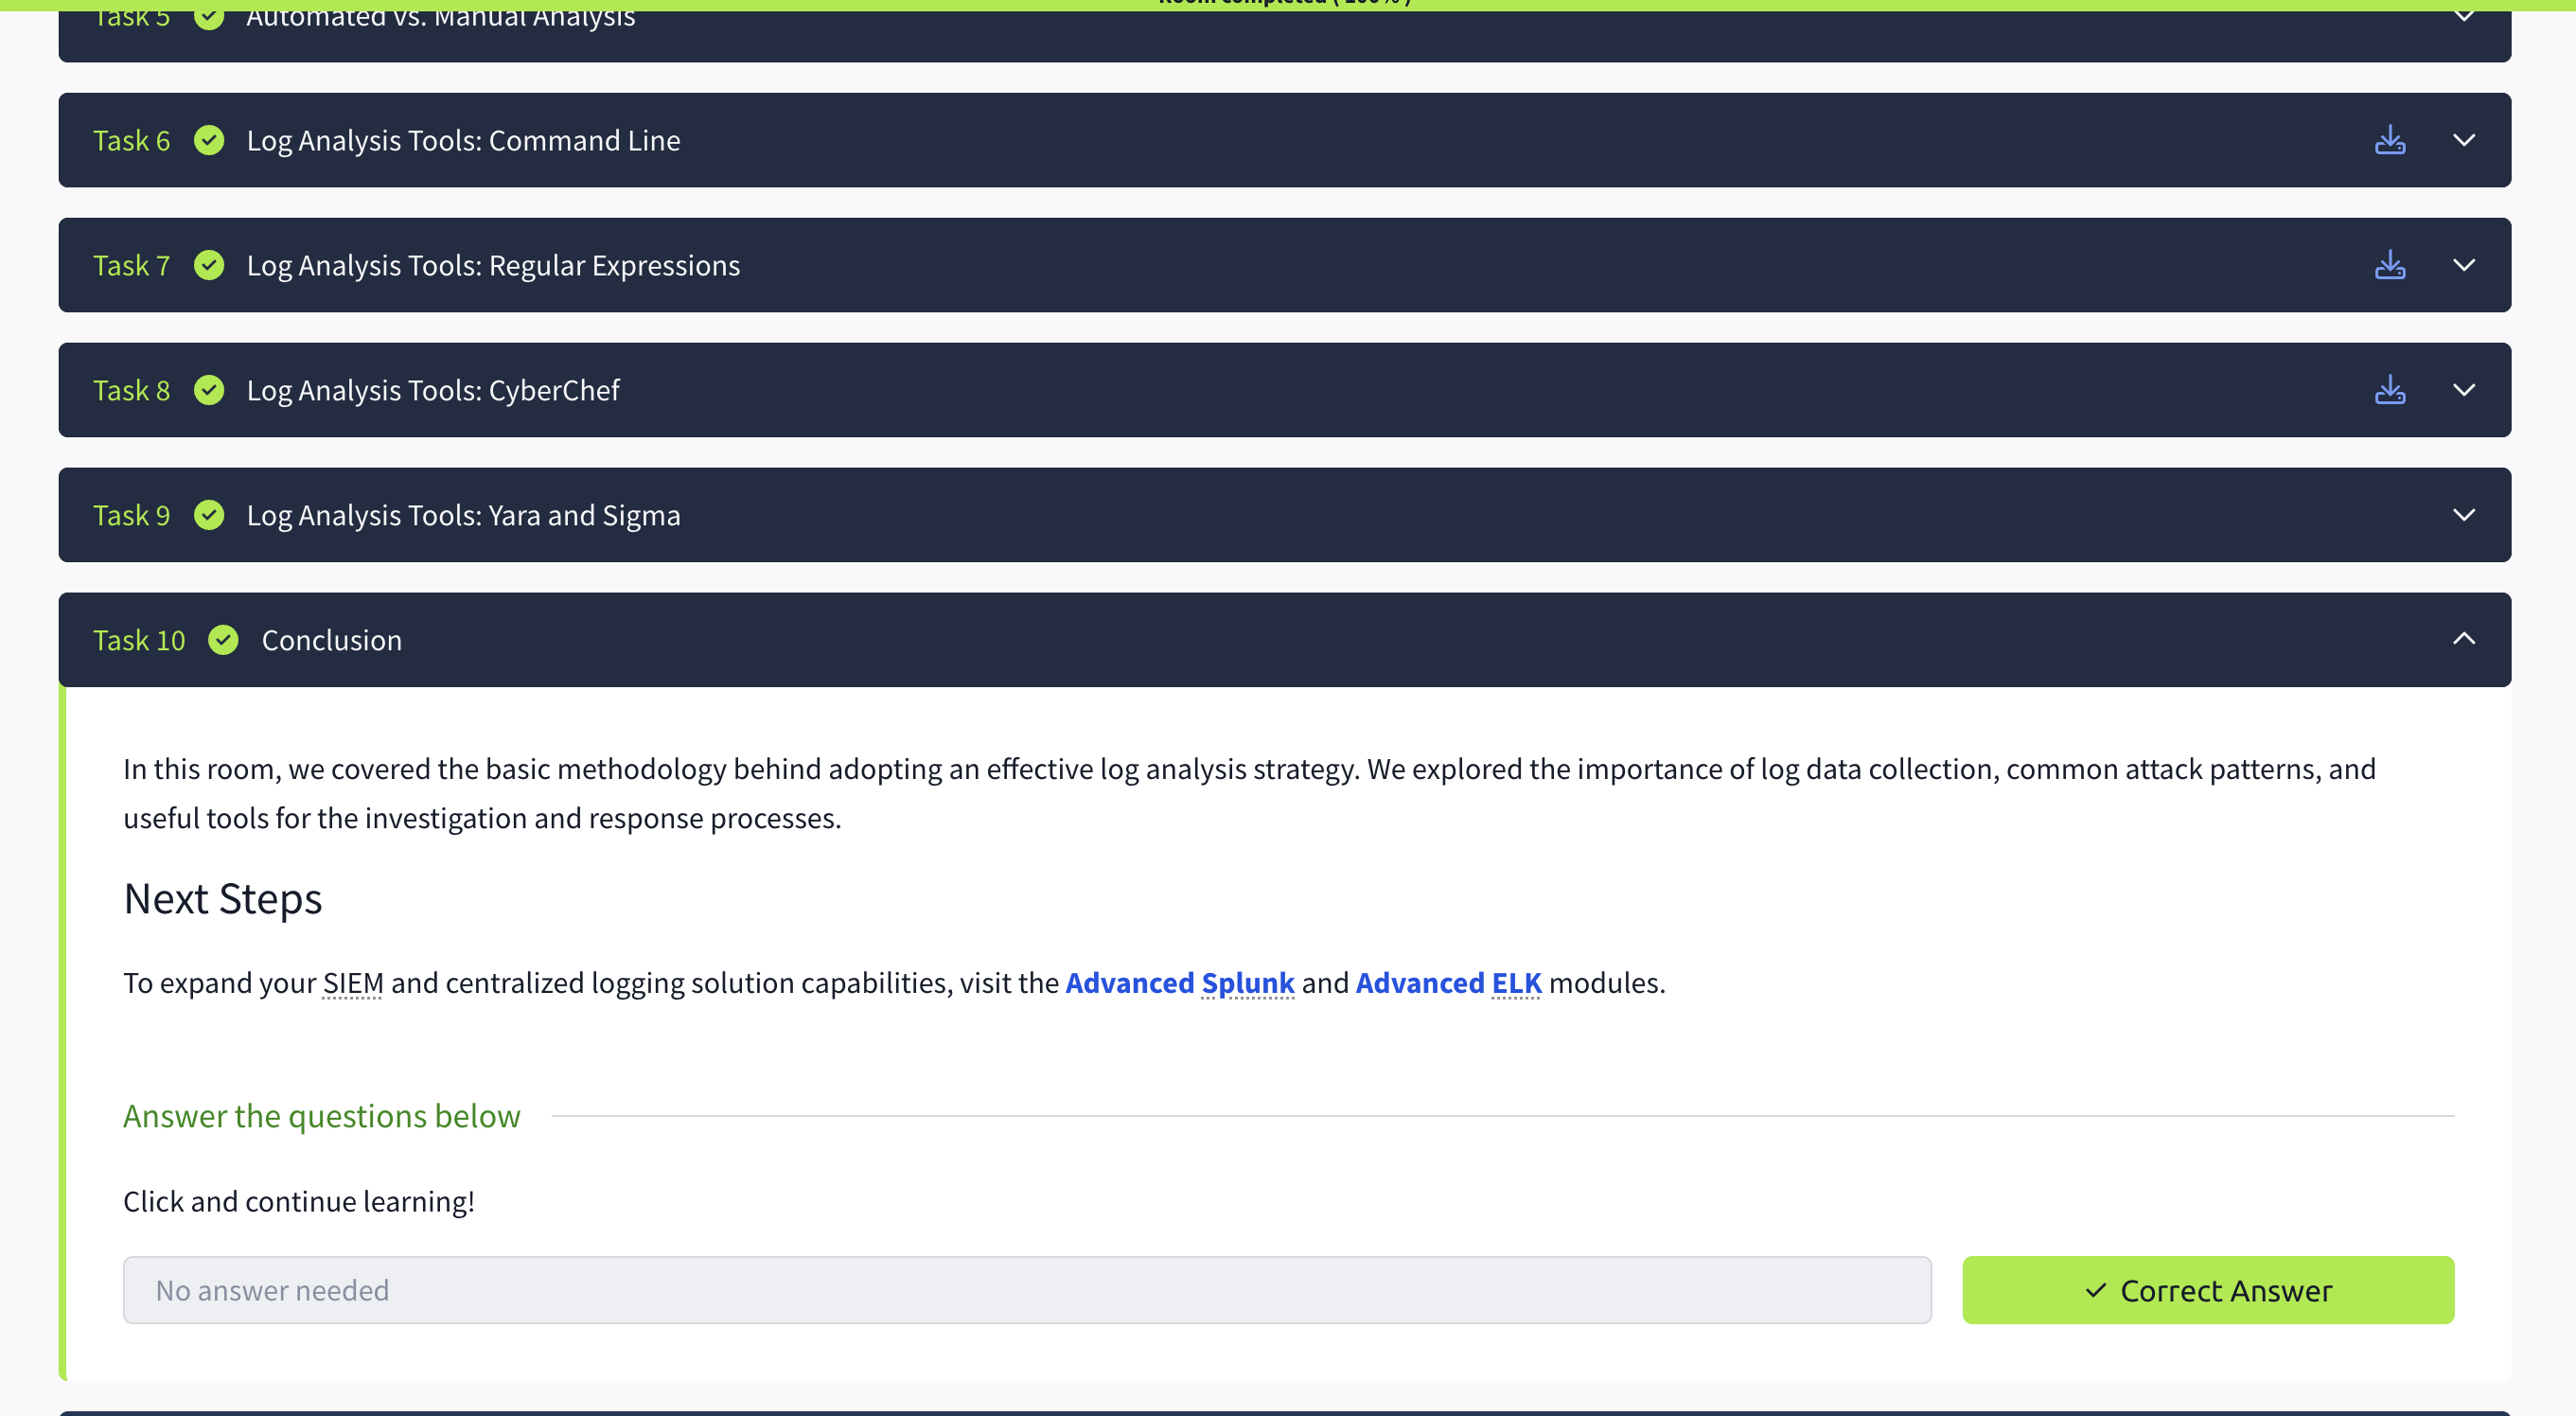 Room completed ( 100% )
Task 5 Automated vs. Manual Analysis
Task 6 Log Analysis Tools: Command Line
Task 7 Log Analysis Tools: Regular Expressions
Task 8 Log Analysis Tools: CyberChef
Task 9 Log Analysis Tools: Yara and Sigma
Task 10 Conclusion
In this room, we covered the basic methodology behind adopting an effective log analysis strategy. We explored the importance of log data collection, common attack patterns, and
useful tools for the investigation and response processes.
Next Steps
To expand your SIEM and centralized logging solution capabilities, visit the Advanced Splunk and Advanced ELK modules.
Answer the questions below
Click and continue learning!
No answer needed
Correct Answer